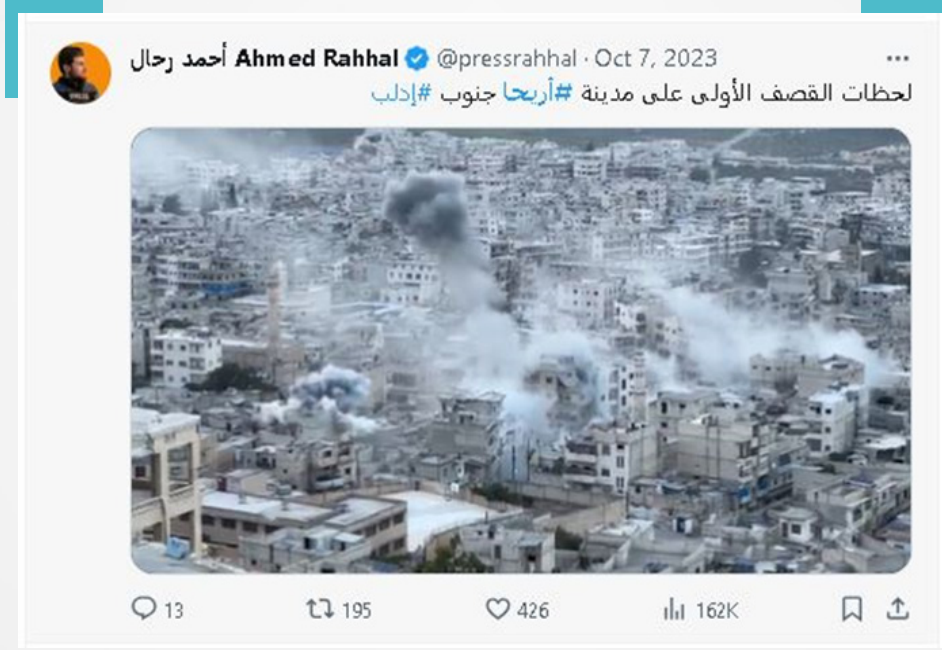 أحمد رحال Ahmed Rahhal @pressrahhal · Oct 7, 2023
لحظات القصف الأولى على مدينة #أريحا جنوب #إدلب
13 195 426 162K